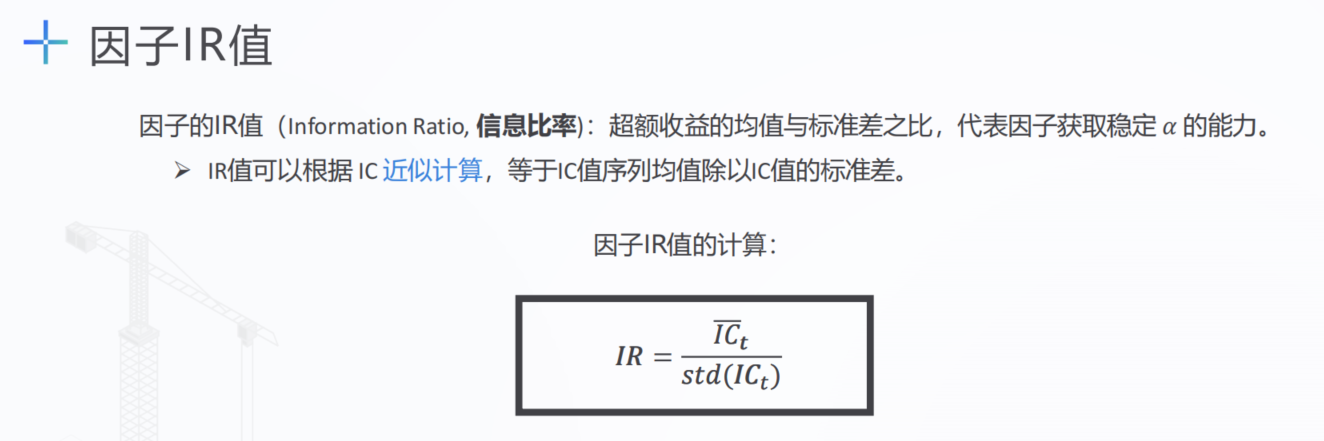 因子IR值
因子的IR值（Information Ratio, 信息比率)：超额收益的均值与标准差之比，代表因子获取稳定 α 的能力。
➢ IR值可以根据 IC 近似计算，等于IC值序列均值除以IC值的标准差。
因子IR值的计算：
$IR = \frac{\overline{IC}_t}{std(IC_t)}$